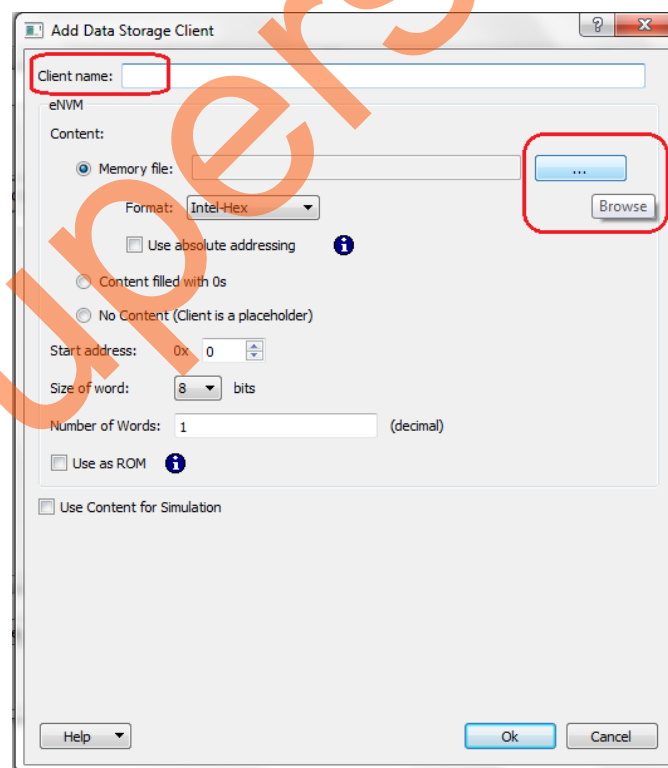 Add Data Storage Client
Client name:
eNVM
Content:
Memory file:
...
Browse
Format: Intel-Hex
Use absolute addressing
Content filled with 0s
No Content (Client is a placeholder)
Start address: 0x 0
Size of word: 8 bits
Number of Words: 1 (decimal)
Use as ROM
Use Content for Simulation
Help Ok Cancel